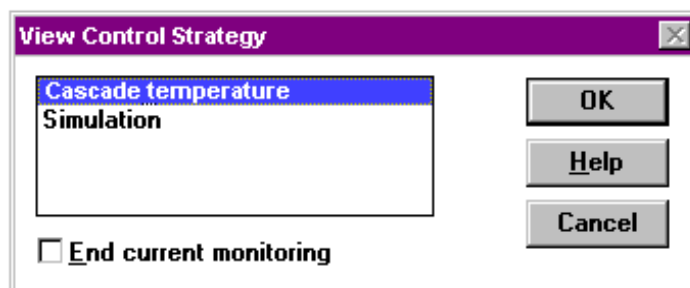 View Control Strategy
Cascade temperature
Simulation
OK
Help
Cancel
End current monitoring